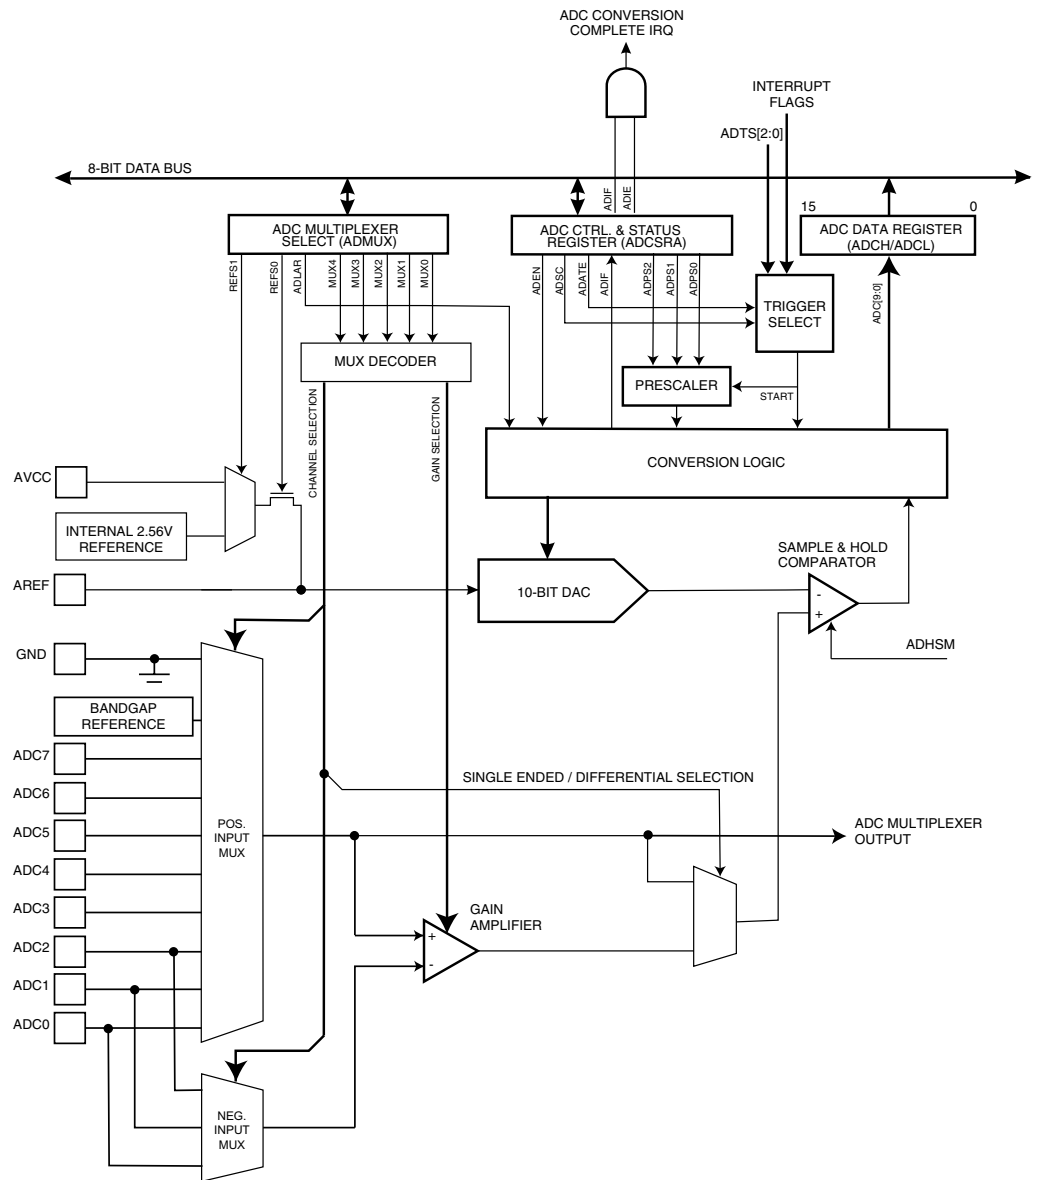 ADC CONVERSION
COMPLETE IRQ
INTERRUPT
FLAGS
ADTS[2:0]
8-BIT DATA BUS
ADIF
ADIE
15
0
ADC MULTIPLEXER
SELECT (ADMUX)
ADC CTRL. & STATUS
REGISTER (ADCSRA)
ADC DATA REGISTER
(ADCH/ADCL)
REFS1
REFS0
ADLAR
MUX4
MUX3
MUX2
MUX1
MUX0
ADEN
ADSC
ADATE
ADIF
ADPS2
ADPS1
ADPS0
ADC[9:0]
TRIGGER
SELECT
MUX DECODER
PRESCALER
START
CHANNEL SELECTION
GAIN SELECTION
CONVERSION LOGIC
AVCC
INTERNAL 2.56V
REFERENCE
SAMPLE & HOLD
COMPARATOR
AREF
10-BIT DAC
-
+
GND
ADHSM
BANDGAP
REFERENCE
ADC7
SINGLE ENDED / DIFFERENTIAL SELECTION
ADC6
ADC5
POS.
INPUT
MUX
ADC MULTIPLEXER
OUTPUT
ADC4
ADC3
GAIN
AMPLIFIER
+
-
ADC2
ADC1
ADC0
NEG.
INPUT
MUX